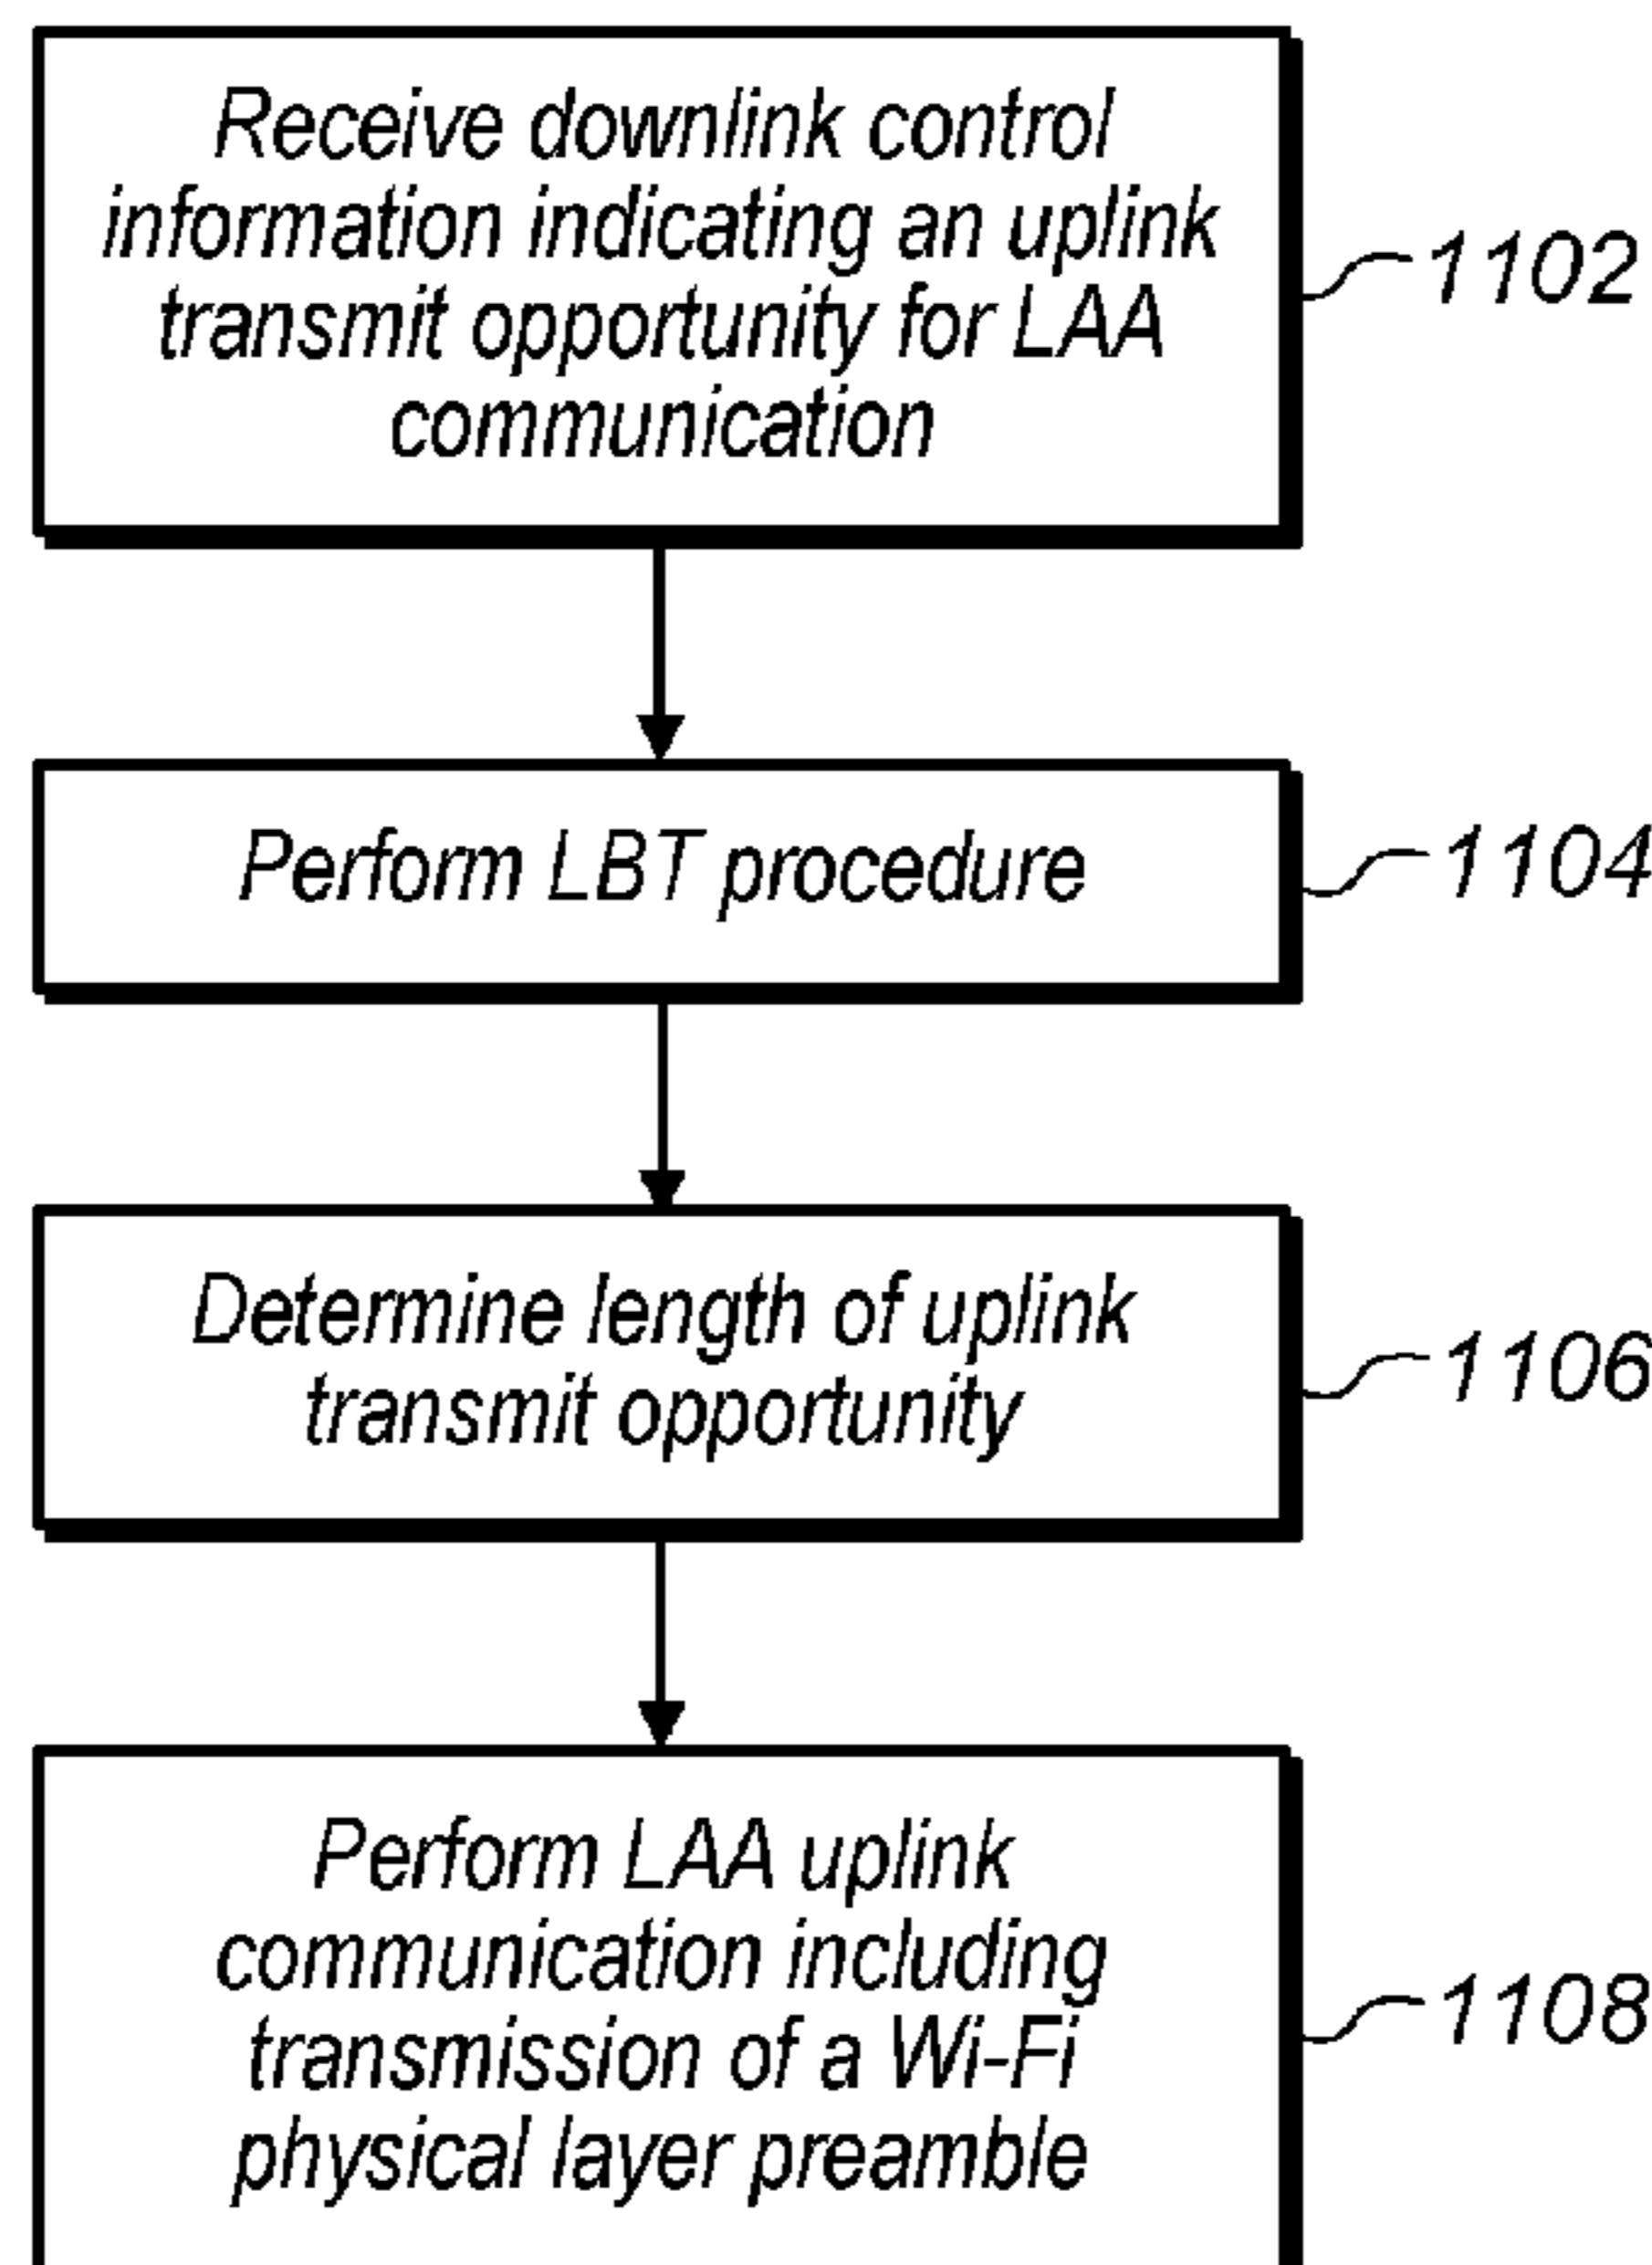 Receive downlink control
information indicating an uplink
transmit opportunity for LAA
communication
1102
Perform LBT procedure
1104
Determine length of uplink
transmit opportunity
1106
Perform LAA uplink
communication including
transmission of a Wi-Fi
physical layer preamble
1108